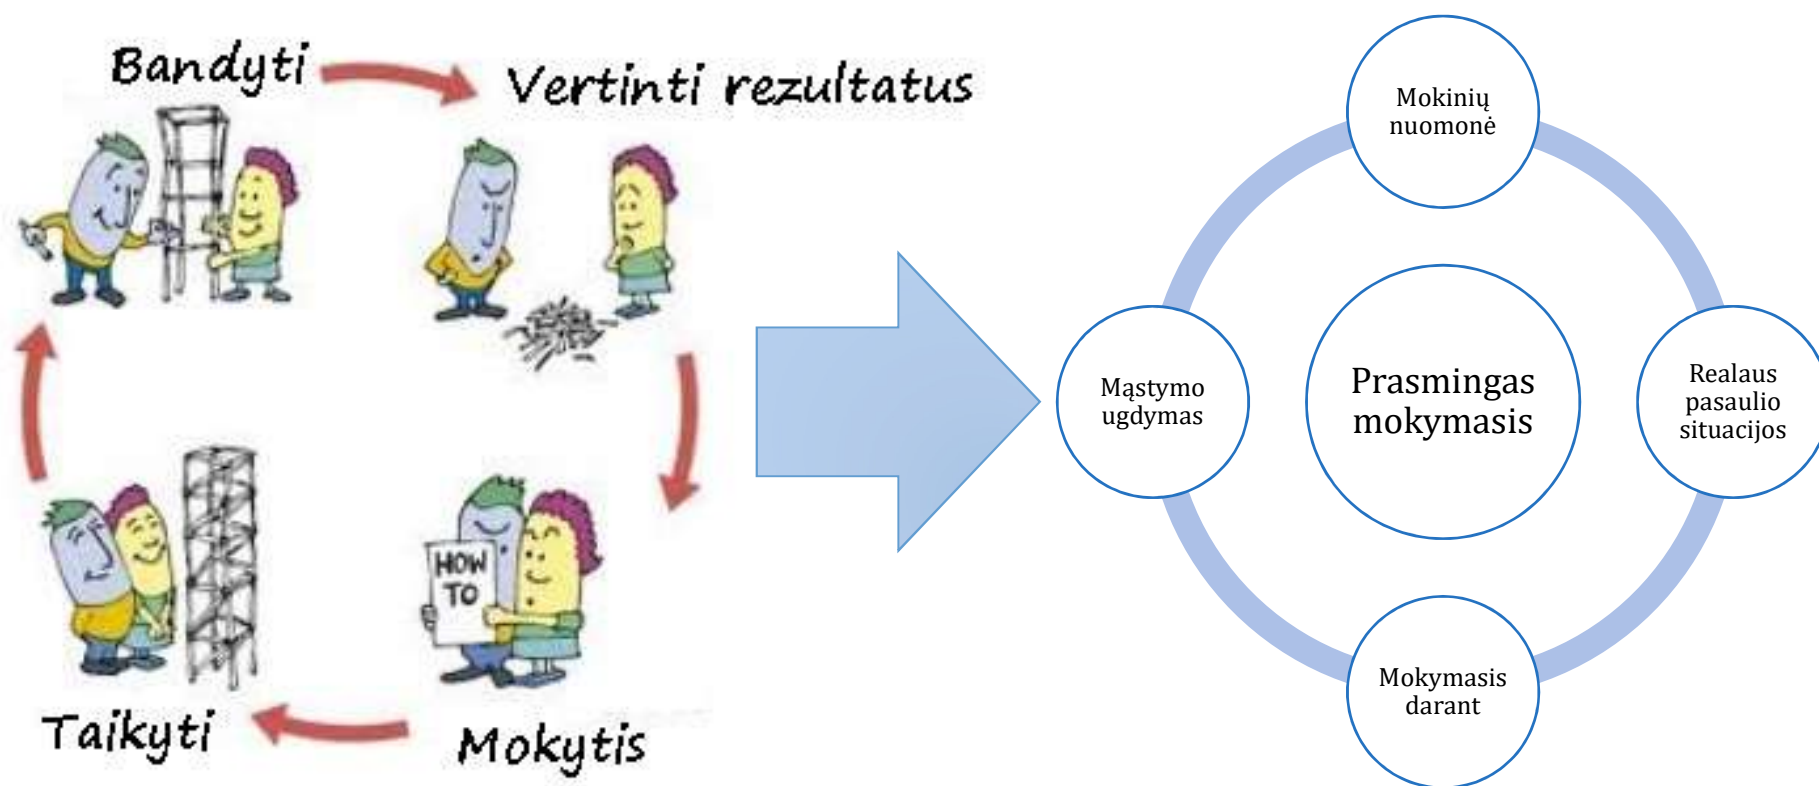 Bandyti
Vertinti rezultatus
HOW
TO
Taikyti
Mokytis
Mokinių
nuomonė
Mąstymo
ugdymas
Prasmingas
mokymasis
Realaus
pasaulio
situacijos
Mokymasis
darant